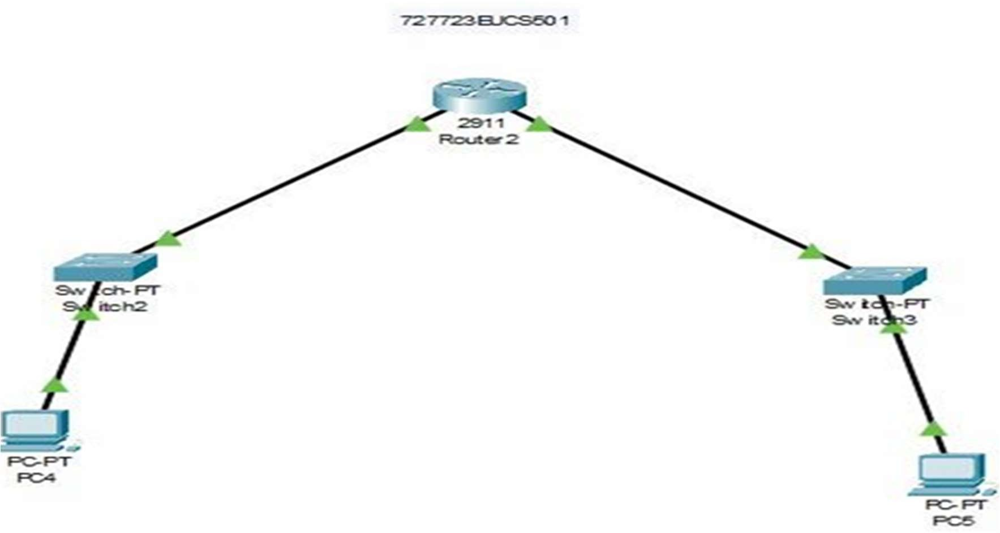 727723EUCS501
2911
Router2
Switch-PT
Switch2
Switch-PT
Switch3
PC-PT
PC4
PC-PT
PC5